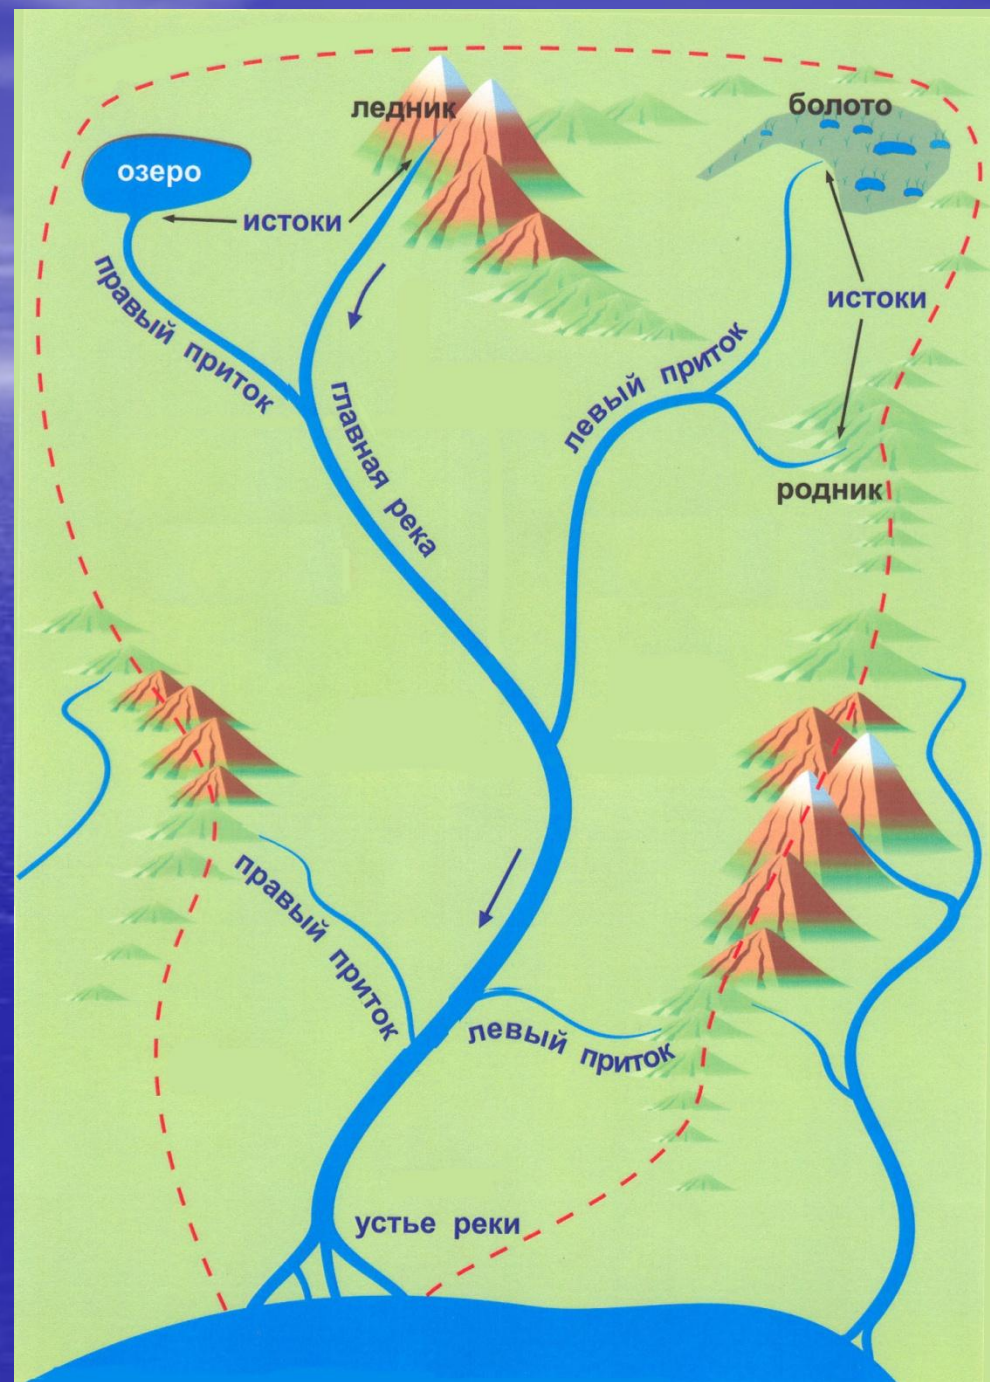 ледник
болото
озеро
истоки
истоки
правый приток
главная река
левый приток
родник
правый приток
левый приток
устье реки